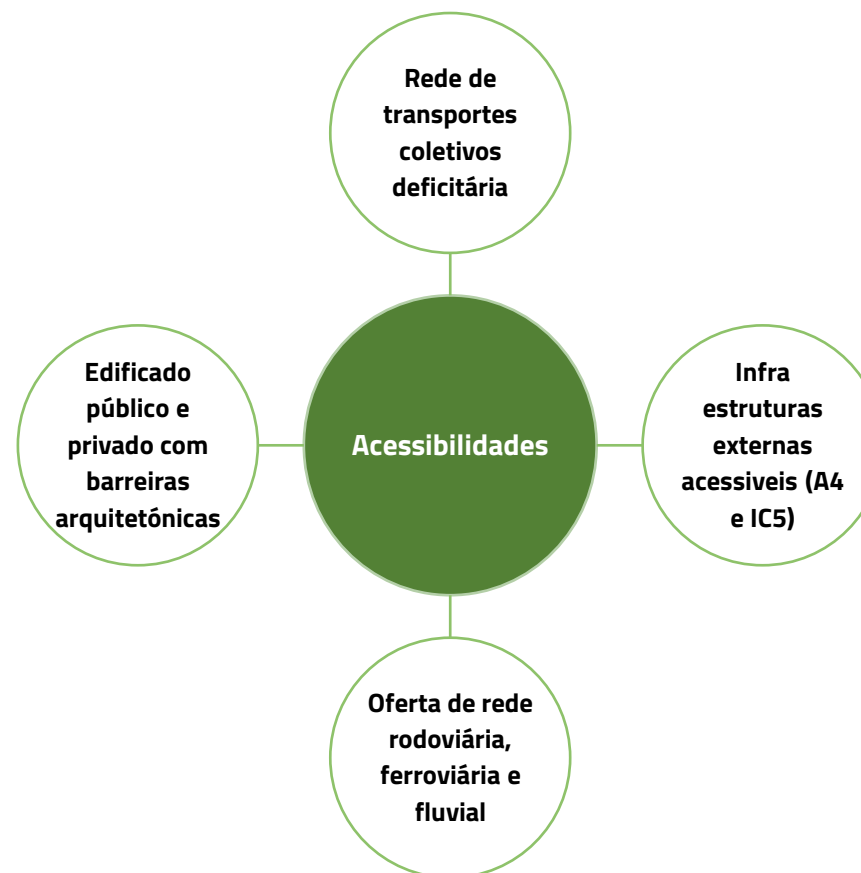 Rede de
transportes
coletivos
deficitária
Edificado
público e
privado com
barreiras
arquitetónicas
Acessibilidades
Infra
estruturas
externas
acessiveis (A4
e IC5)
Oferta de rede
rodoviária,
ferroviária e
fluvial